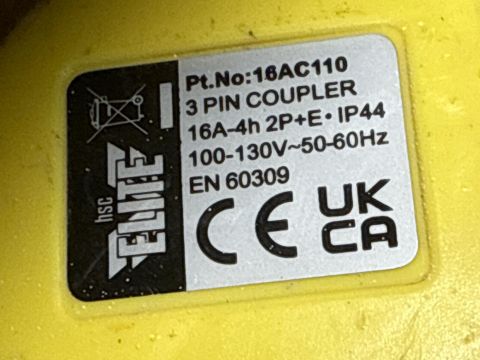 Pt.No:16AC110
3 PIN COUPLER
16A-4h 2P+E• IP44
100-130V~50-60Hz
EN 60309
CE
UK
CA
hsc
ELITE